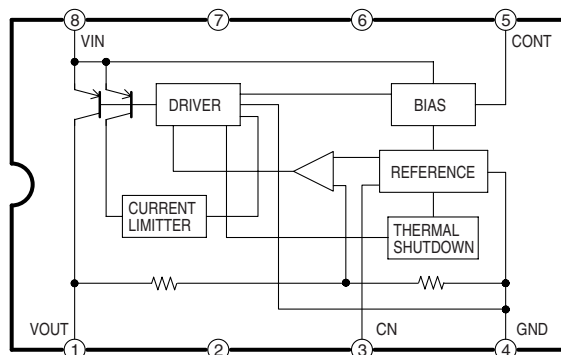 8 7 6 5
VIN CONT
DRIVER BIAS
REFERENCE
CURRENT
LIMITTER
THERMAL
SHUTDOWN
VOUT CN GND
1 2 3 4